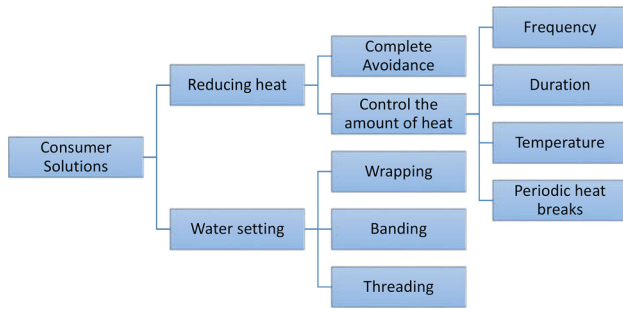 Consumer
Solutions
Reducing heat
Complete
Avoidance
Control the
amount of heat
Frequency
Duration
Temperature
Periodic heat
breaks
Water setting
Wrapping
Banding
Threading